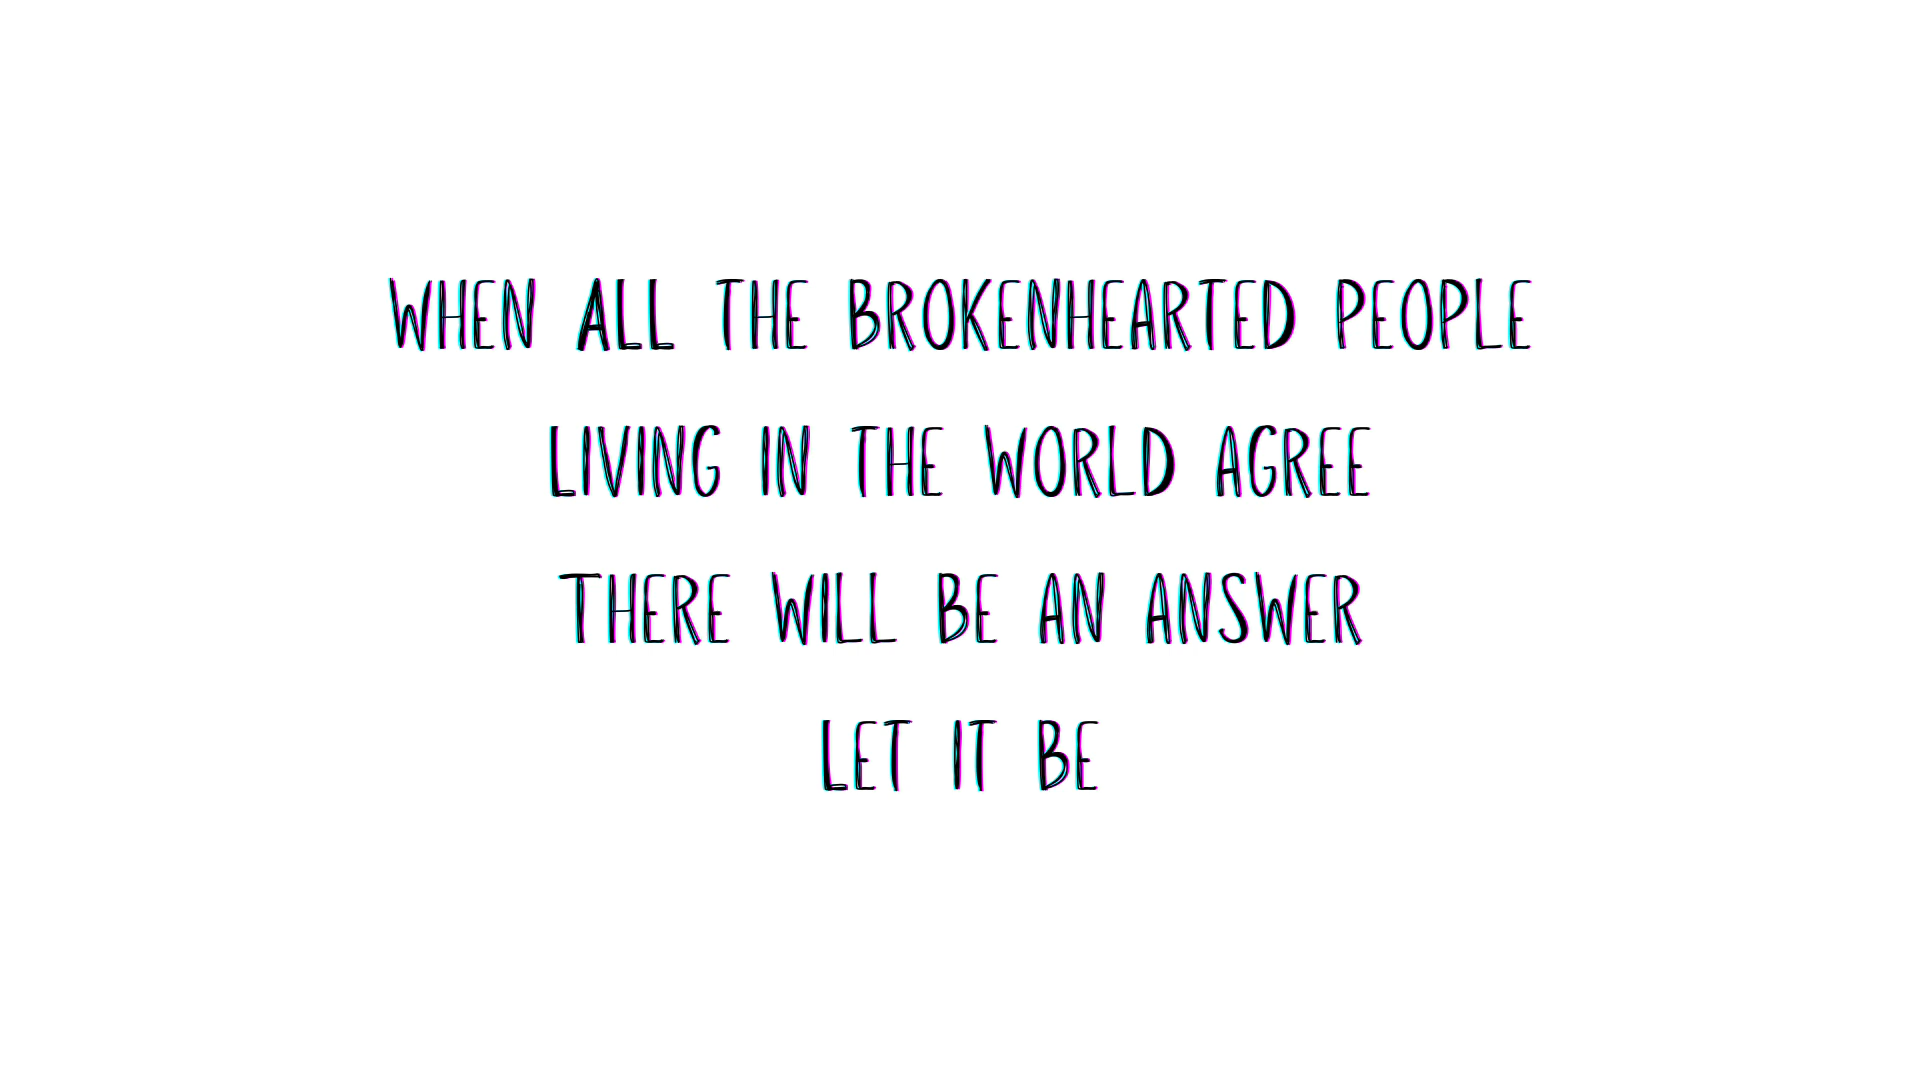 WHEN ALL THE BROKENHEARTED PEOPLE
LIVING IN THE WORLD AGREE
THERE WILL BE AN ANSWER
LET IT BE